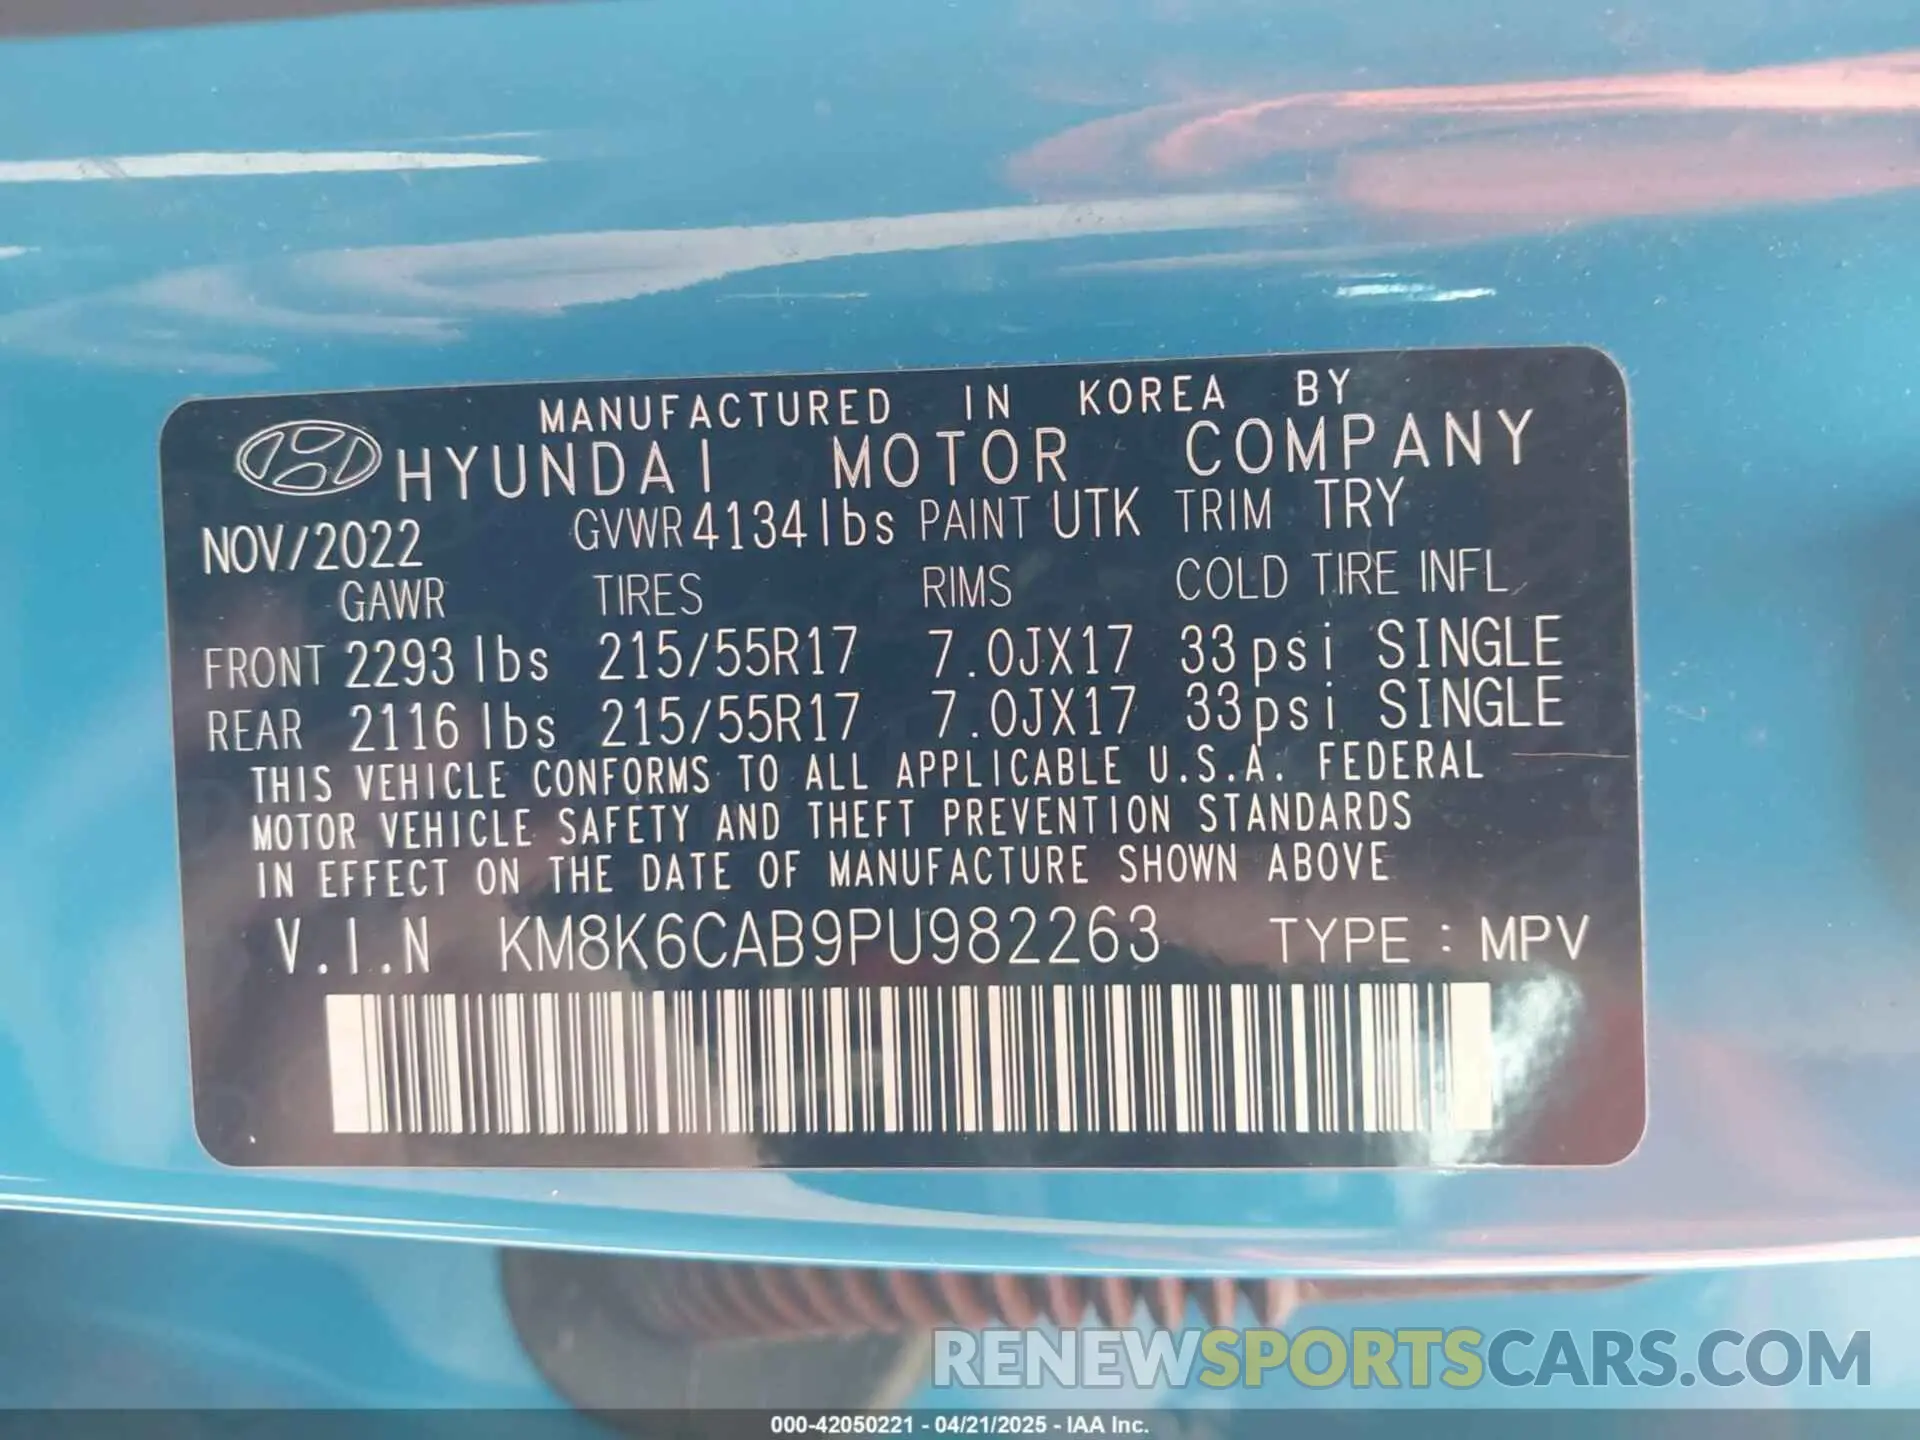 MANUFACTURED IN KOREA BY
HYUNDAI MOTOR COMPANY
NOV/2022 GVWR 4134lbs PAINT UTK TRIM TRY
GAWR TIRES RIMS COLD TIRE INFL
FRONT 2293 lbs 215/55R17 7.0JX17 33psi SINGLE
REAR 2116 lbs 215/55R17 7.0JX17 33psi SINGLE
THIS VEHICLE CONFORMS TO ALL APPLICABLE U.S.A. FEDERAL
MOTOR VEHICLE SAFETY AND THEFT PREVENTION STANDARDS
IN EFFECT ON THE DATE OF MANUFACTURE SHOWN ABOVE
V.I.N KM8K6CAB9PU982263 TYPE : MPV
RENEWSPORTSCARS.COM
000-42050221 - 04/21/2025 - IAA Inc.